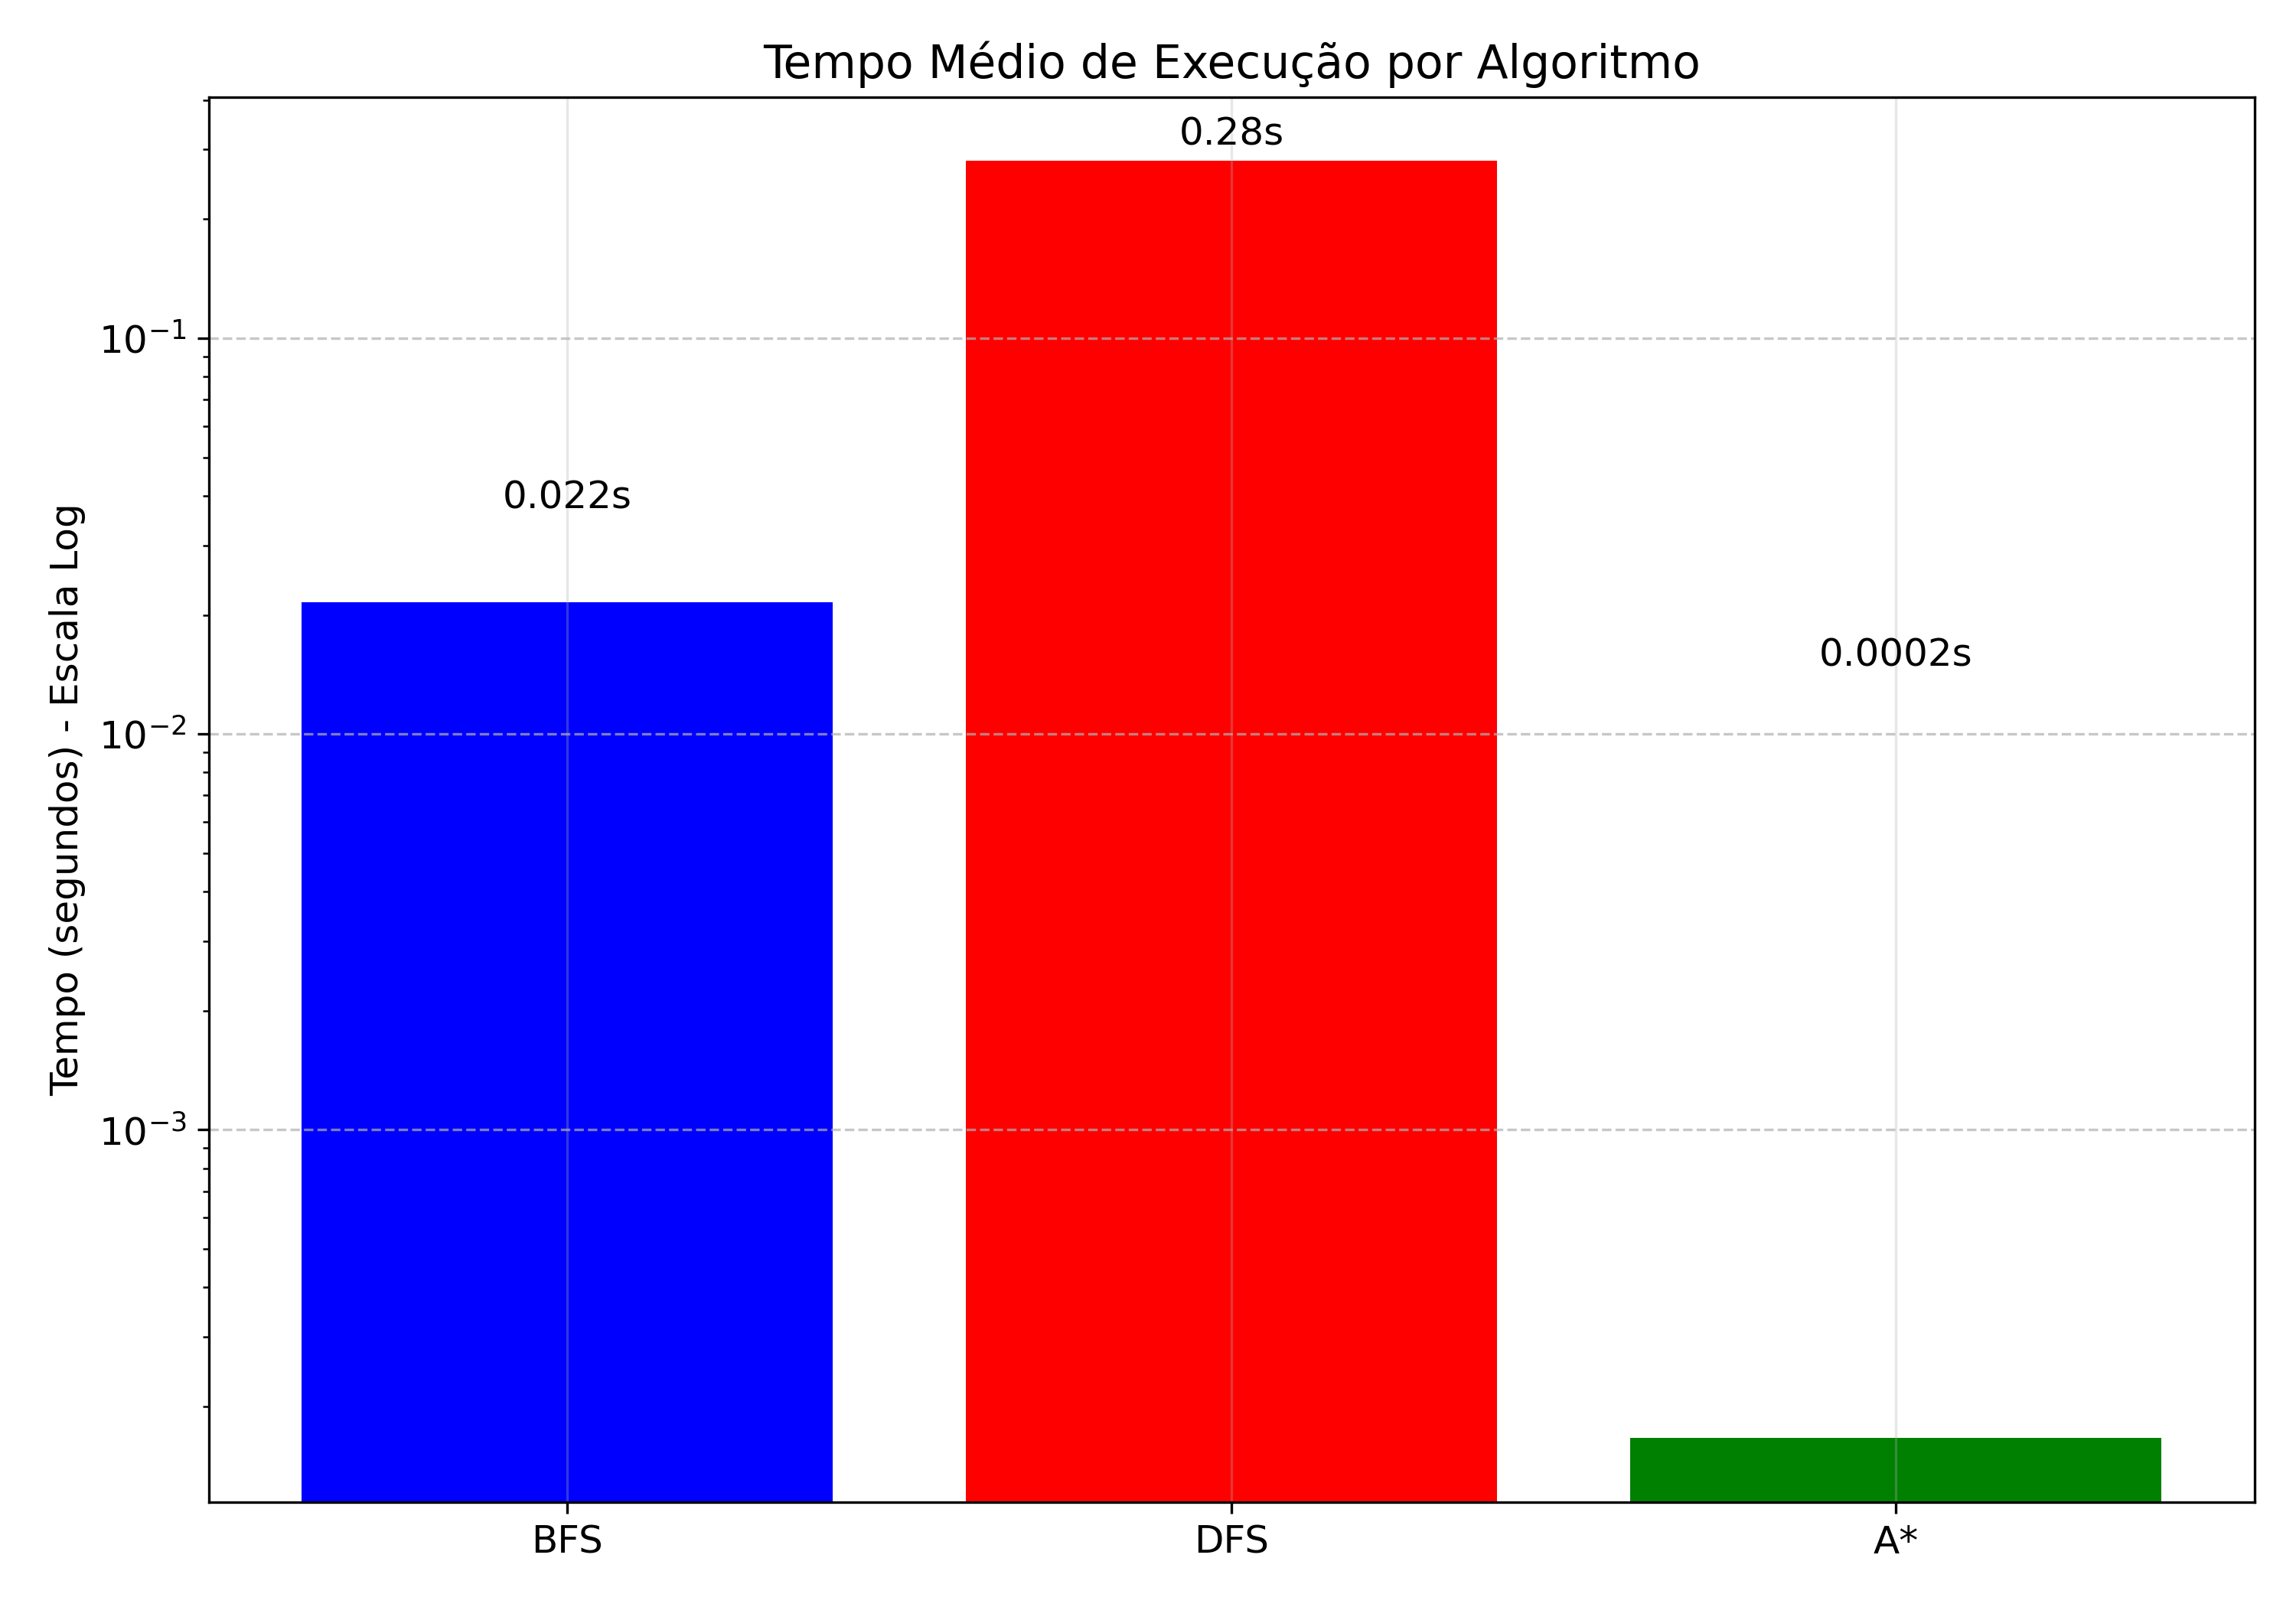 Tempo Médio de Execução por Algoritmo
0.28s
10⁻¹
0.022s
0.0002s
10⁻²
10⁻³
Tempo (segundos) - Escala Log
BFS DFS A*